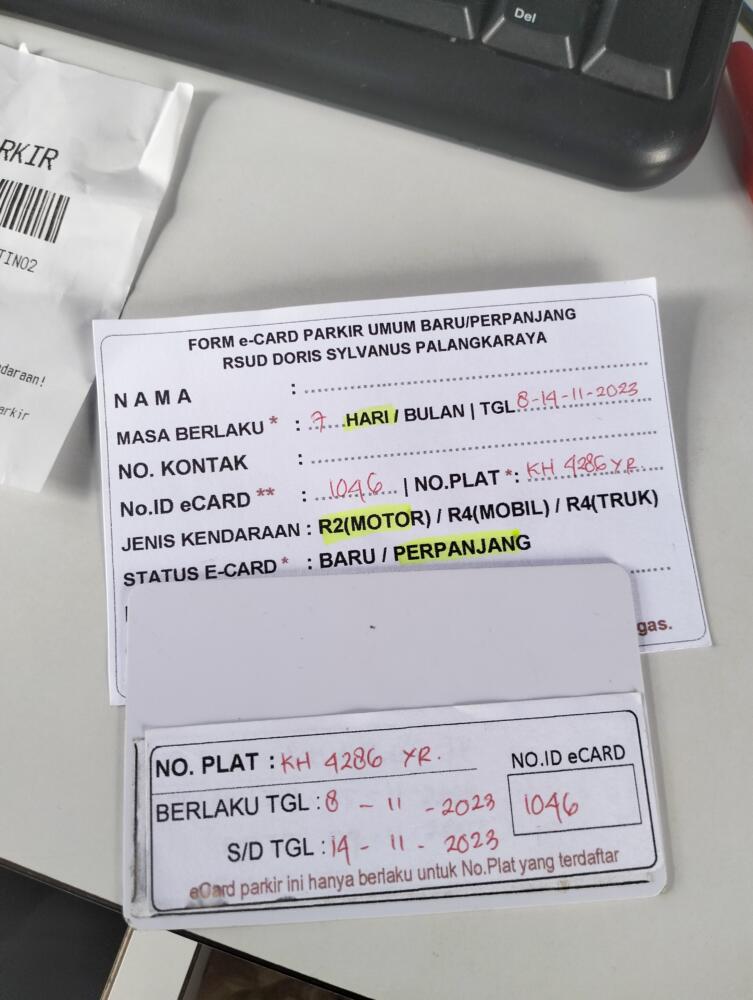 Del
RKIR
TIN02
daraan!
arkir
FORM e-CARD PARKIR UMUM BARU/PERPANJANG
RSUD DORIS SYLVANUS PALANGKARAYA
NAMA :
MASA BERLAKU * : 7 HARI / BULAN | TGL 8-14-11-2023
NO. KONTAK :
No.ID eCARD ** : 1046 | NO.PLAT *: KH 4286 YR
JENIS KENDARAAN : R2(MOTOR) / R4(MOBIL) / R4(TRUK)
STATUS E-CARD * : BARU / PERPANJANG
gas.
NO. PLAT : KH 4286 YR.
NO.ID eCARD
BERLAKU TGL : 8 - 11 - 2023
1046
S/D TGL : 14 - 11 - 2023
eCard parkir ini hanya berlaku untuk No.Plat yang terdaftar